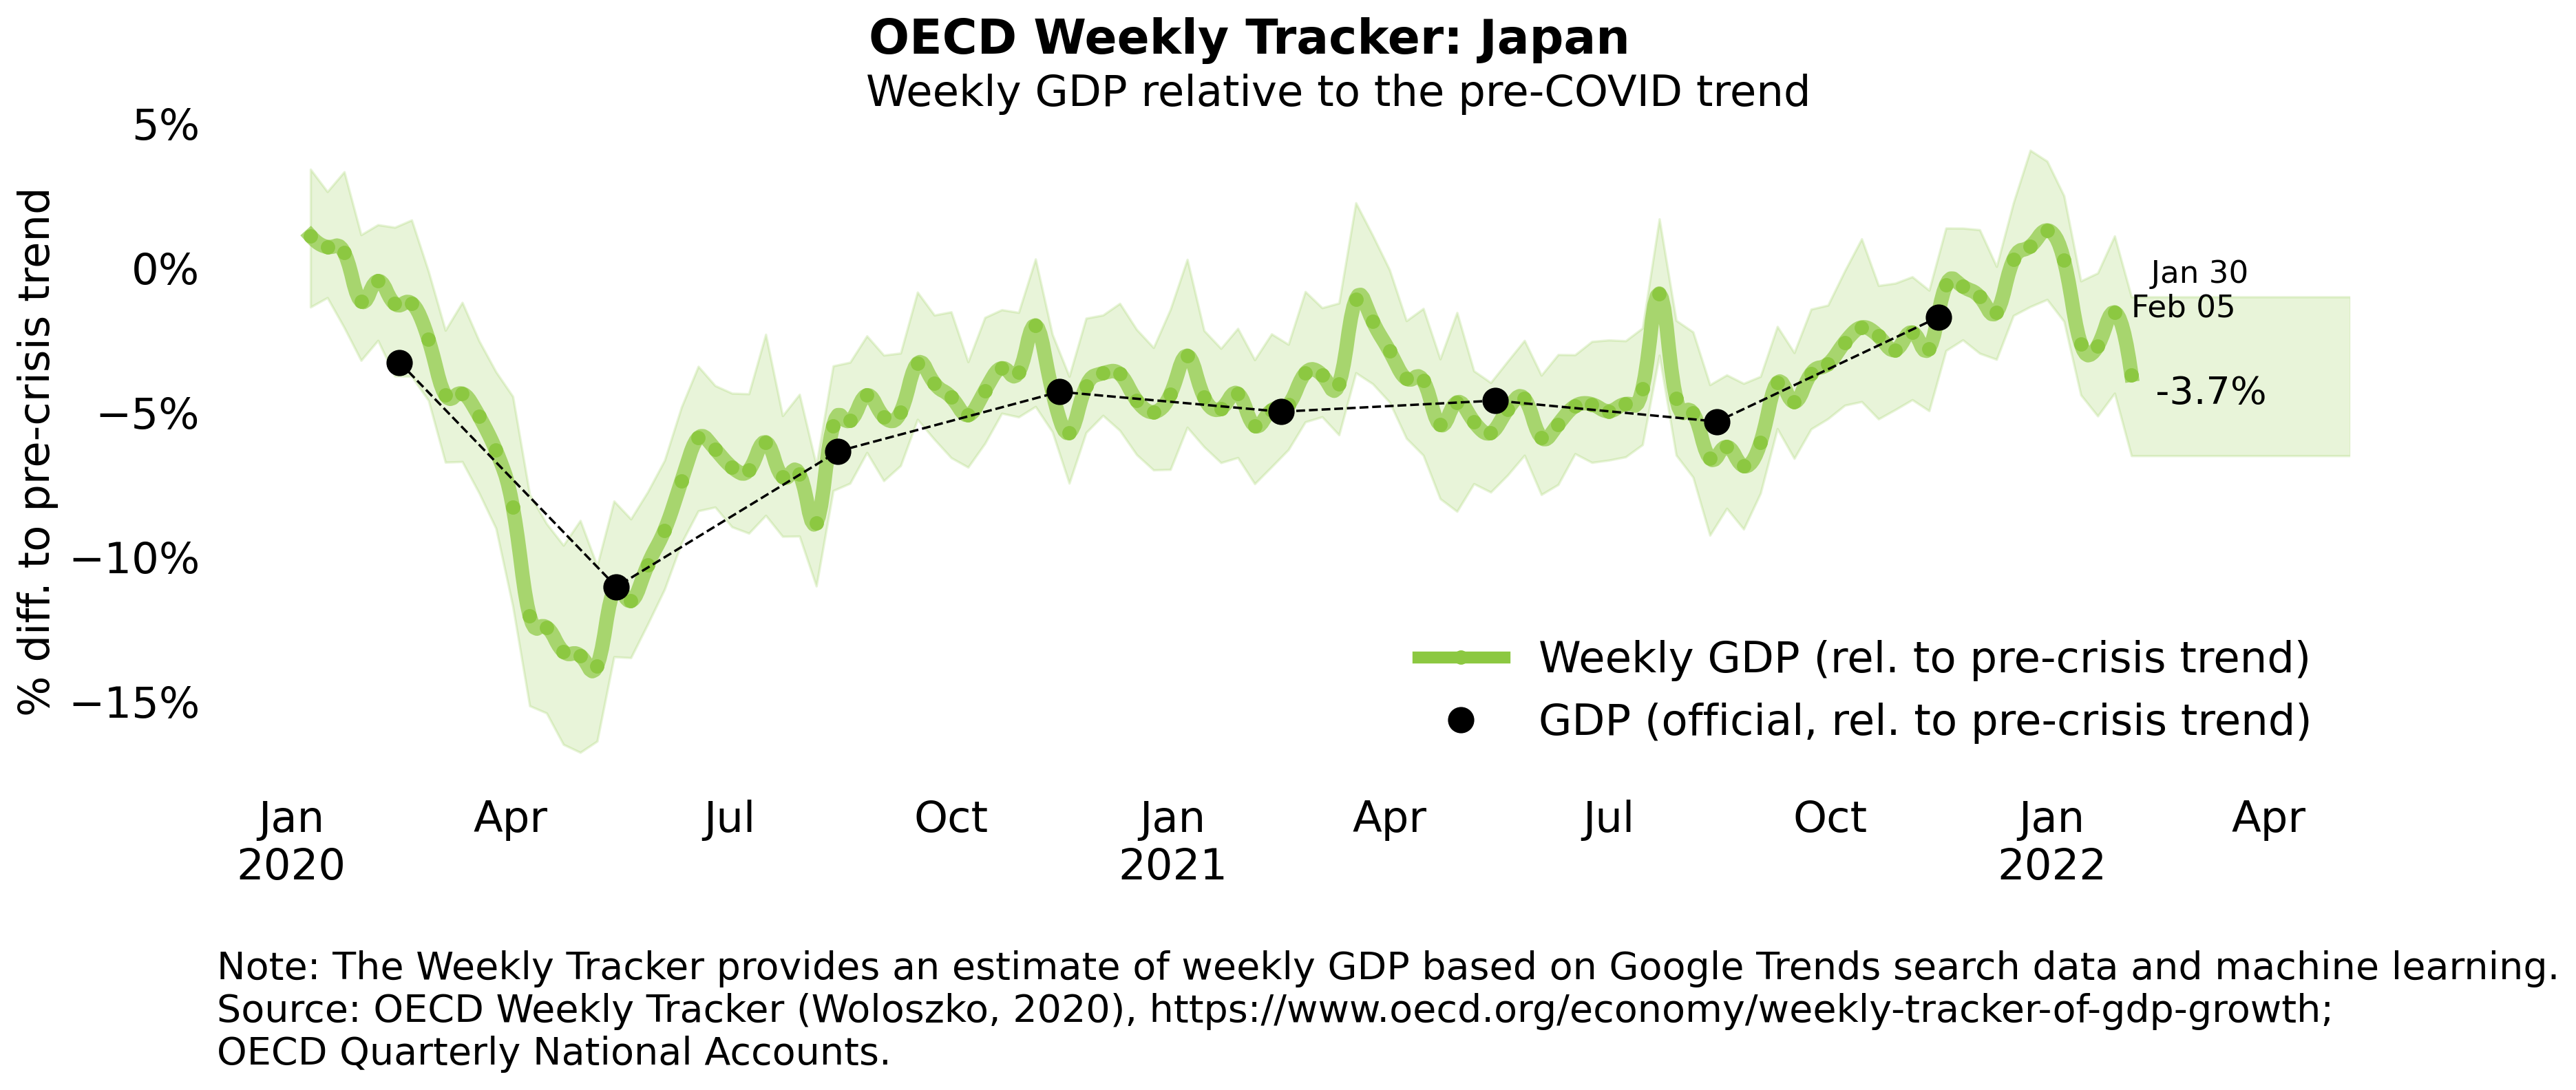 OECD Weekly Tracker: Japan
Weekly GDP relative to the pre-COVID trend
% diff. to pre-crisis trend
5%
0%
−5%
−10%
−15%
Jan 30
Feb 05
-3.7%
Weekly GDP (rel. to pre-crisis trend)
GDP (official, rel. to pre-crisis trend)
Jan Apr Jul Oct Jan Apr Jul Oct Jan Apr
2020 2021 2022
Note: The Weekly Tracker provides an estimate of weekly GDP based on Google Trends search data and machine learning.
Source: OECD Weekly Tracker (Woloszko, 2020), https://www.oecd.org/economy/weekly-tracker-of-gdp-growth;
OECD Quarterly National Accounts.